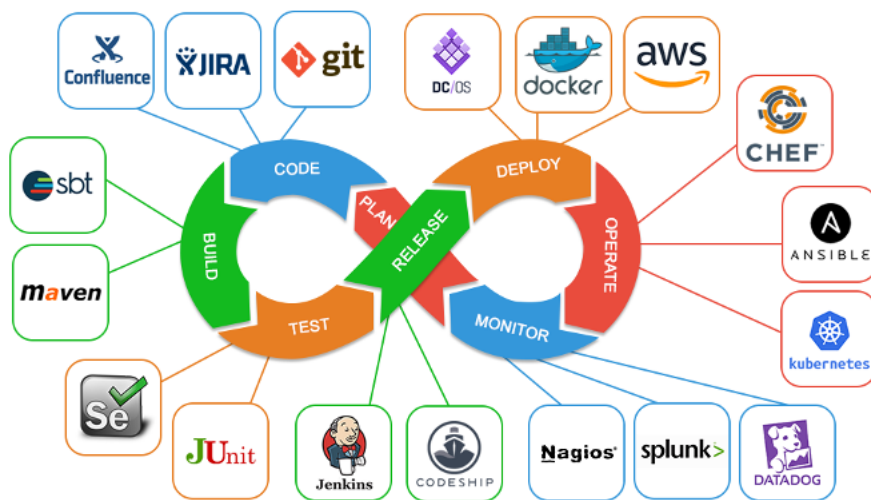 Confluence
JIRA
git
DC/OS
docker
aws
CHEF™
sbt
CODE
DEPLOY
PLAN
RELEASE
BUILD
OPERATE
ANSIBLE
maven
TEST
MONITOR
kubernetes
Se
JUnit
Jenkins
CODESHIP
Nagios®
splunk>
DATADOG